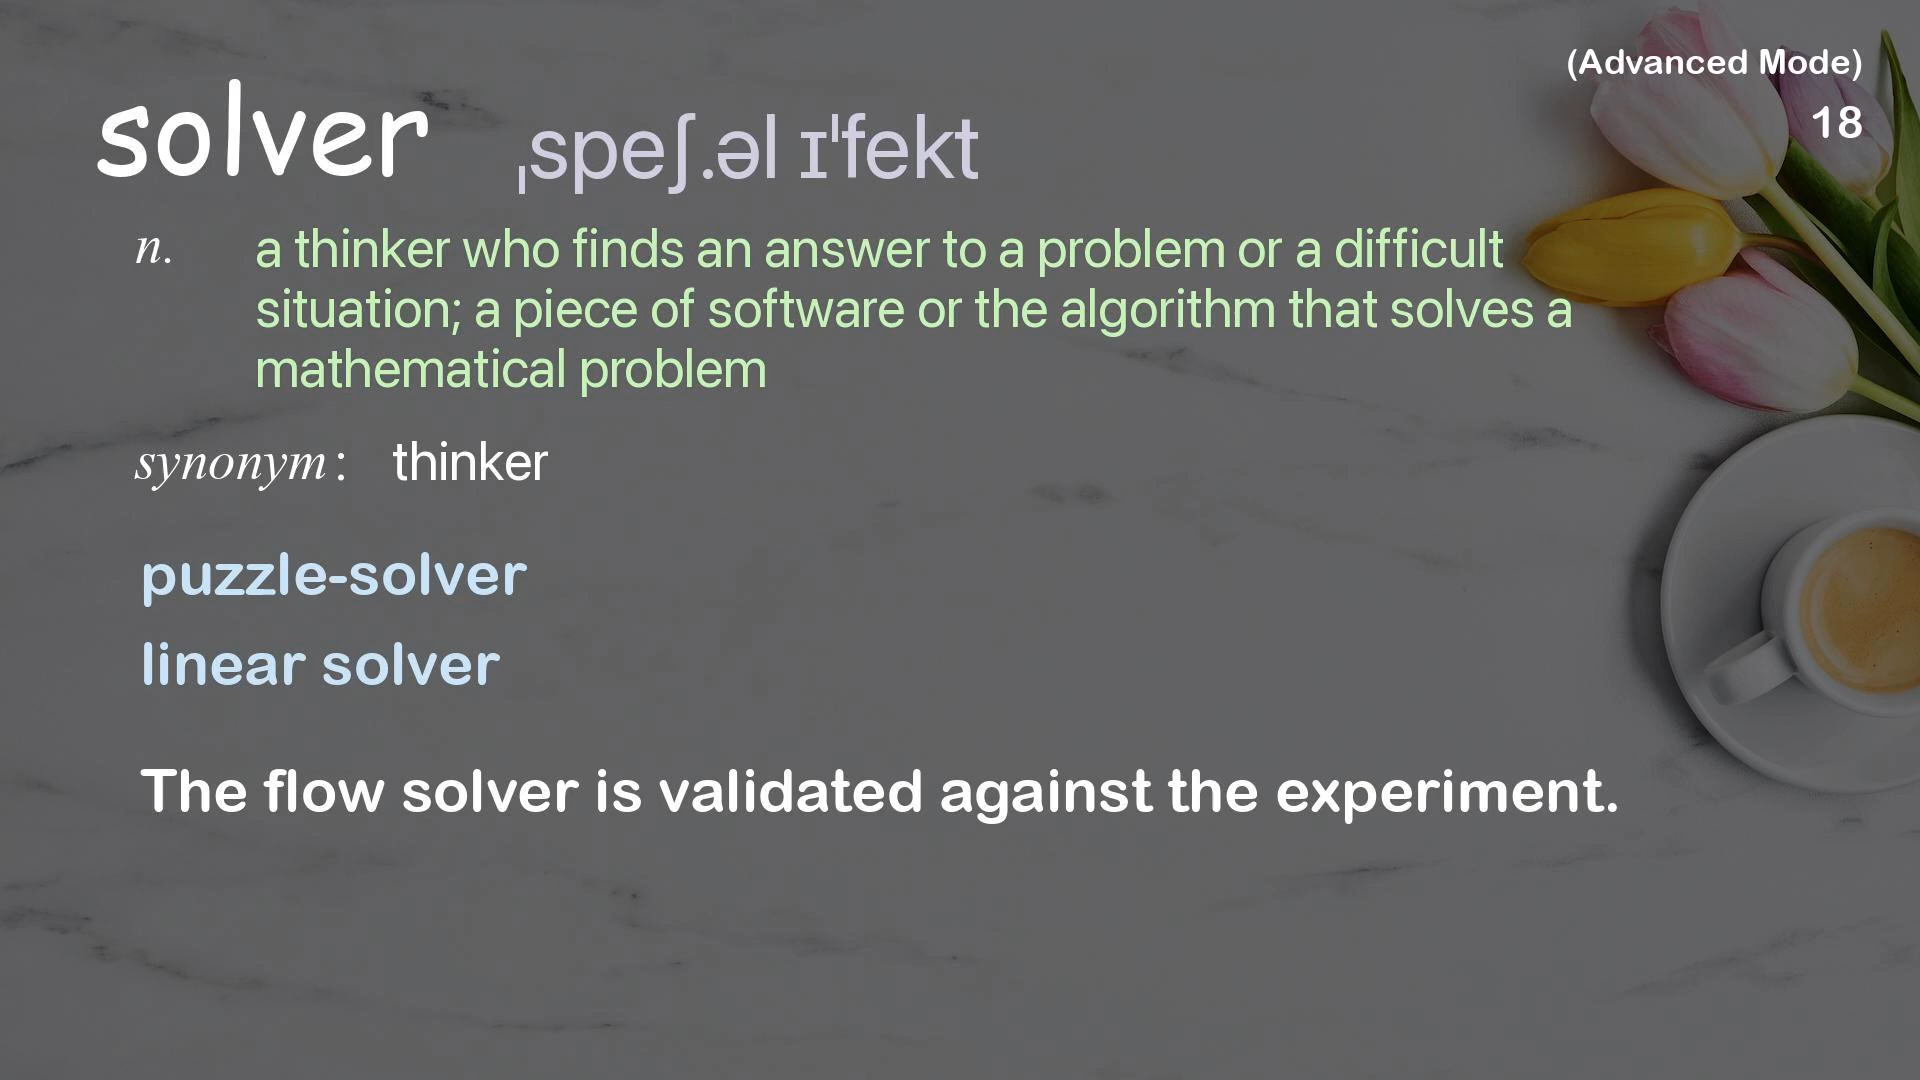 (Advanced Mode)
18
solver ˌspeʃ.əl ɪˈfekt
n. a thinker who finds an answer to a problem or a difficult
situation; a piece of software or the algorithm that solves a
mathematical problem
synonym: thinker
puzzle-solver
linear solver
The flow solver is validated against the experiment.